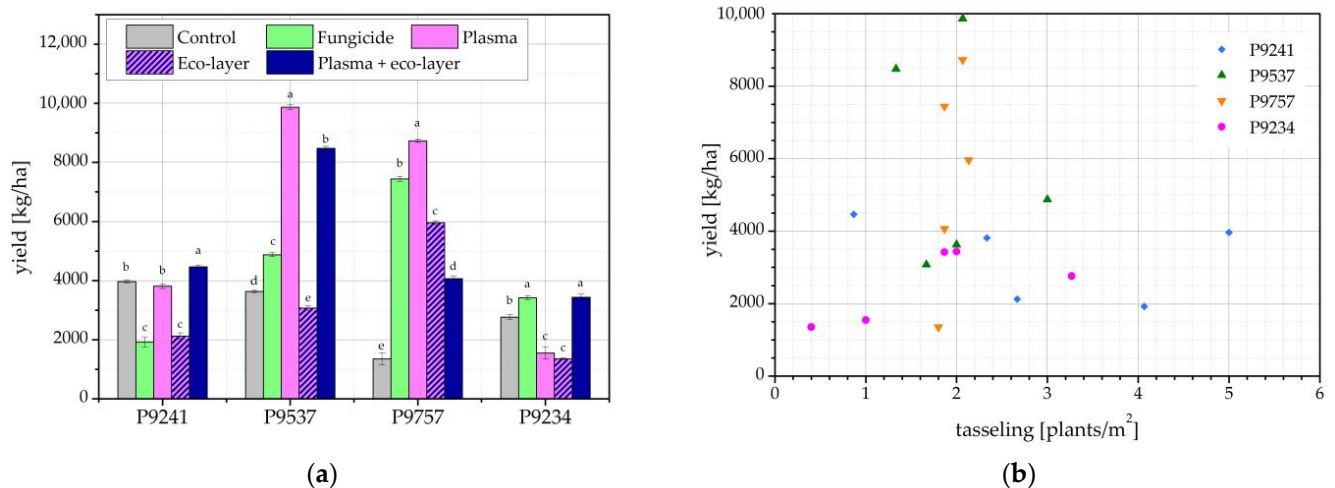 12,000
10,000
8000
6000
4000
2000
0
yield [kg/ha]
Control
Fungicide
Plasma
Eco-layer
Plasma + eco-layer
b
c
b
c
a
d
c
a
e
b
e
b
a
c
d
b
a
c
c
a
P9241
P9537
P9757
P9234
(a)
10,000
8000
6000
4000
2000
0
yield [kg/ha]
P9241
P9537
P9757
P9234
0
1
2
3
4
5
6
tasseling [plants/m²]
(b)